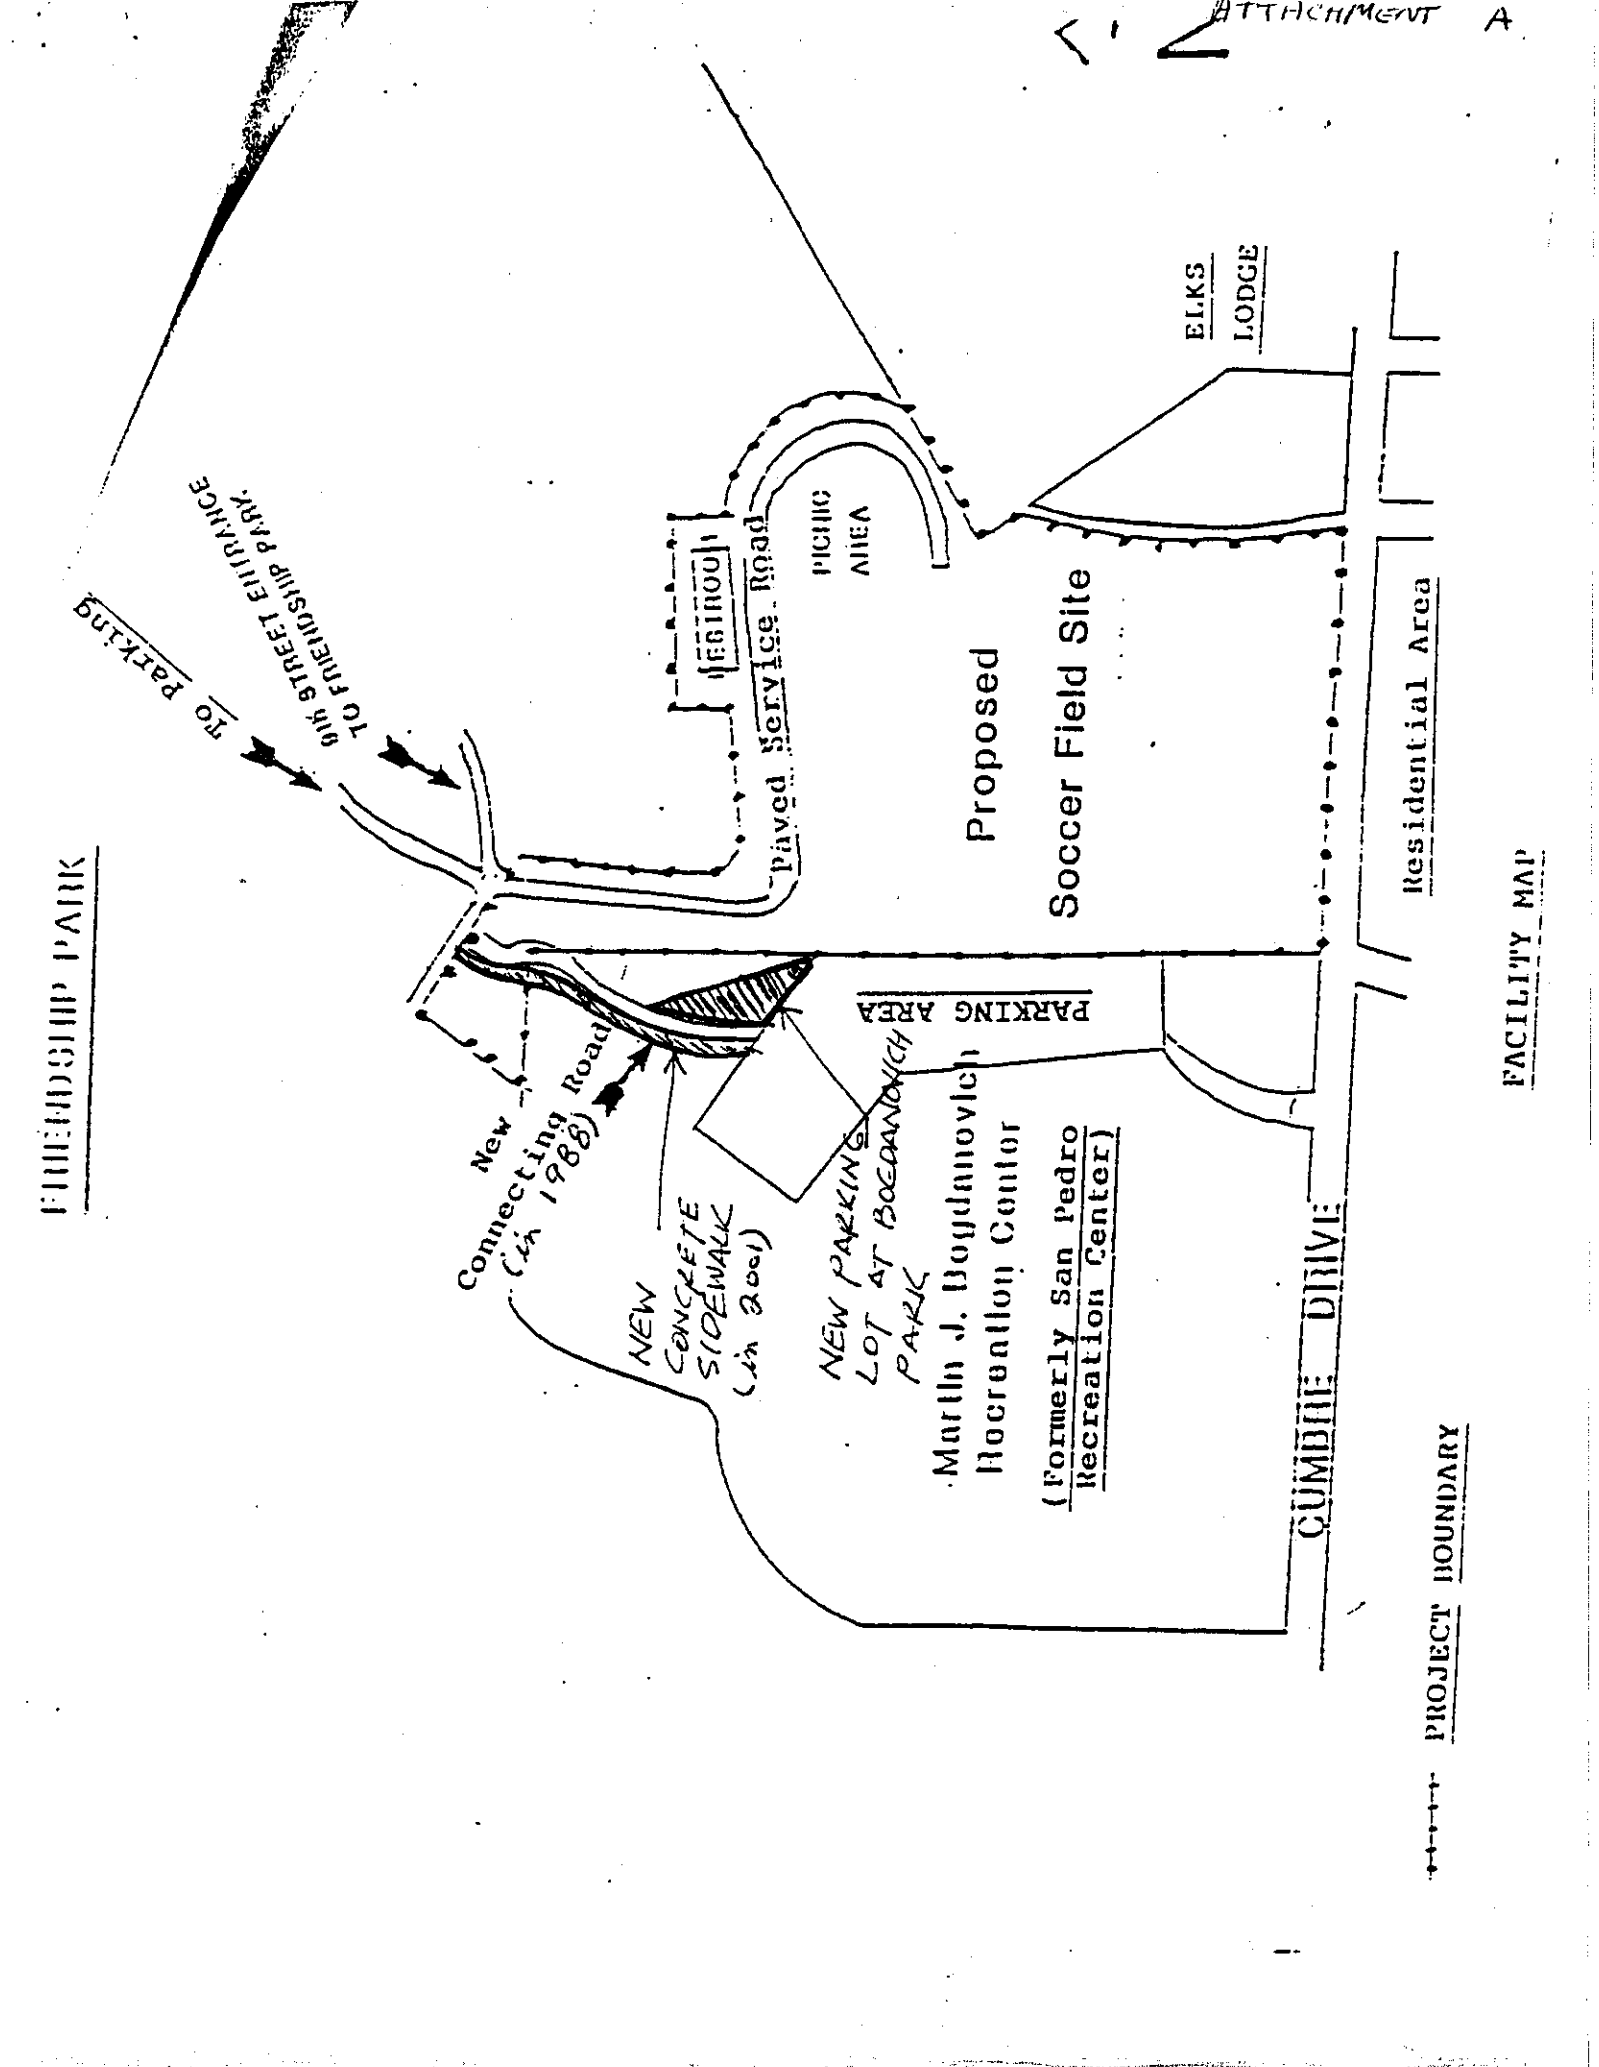 ATTACHMENT A
FRIENDSHIP PARK
To Parking
9th STREET ENTRANCE
TO FRIENDSHIP PARK
New
Connecting Road
(in 1988)
NEW
CONCRETE
SIDEWALK
(in 2001)
NEW PARKING
LOT AT BOGDANOVICH
PARK
Paved Service Road
PICNIC
AREA
Proposed
Soccer Field Site
ELKS
LODGE
PARKING AREA
Martin J. Bogdanovich
Recreation Center
(Formerly San Pedro
Recreation Center)
CUMBRE DRIVE
Residential Area
PROJECT BOUNDARY
FACILITY MAP